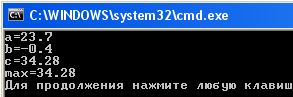 C:\WINDOWS\system32\cmd.exe
a=23.7
b=-0.4
c=34.28
max=34.28
Для продолжения нажмите любую клавиш